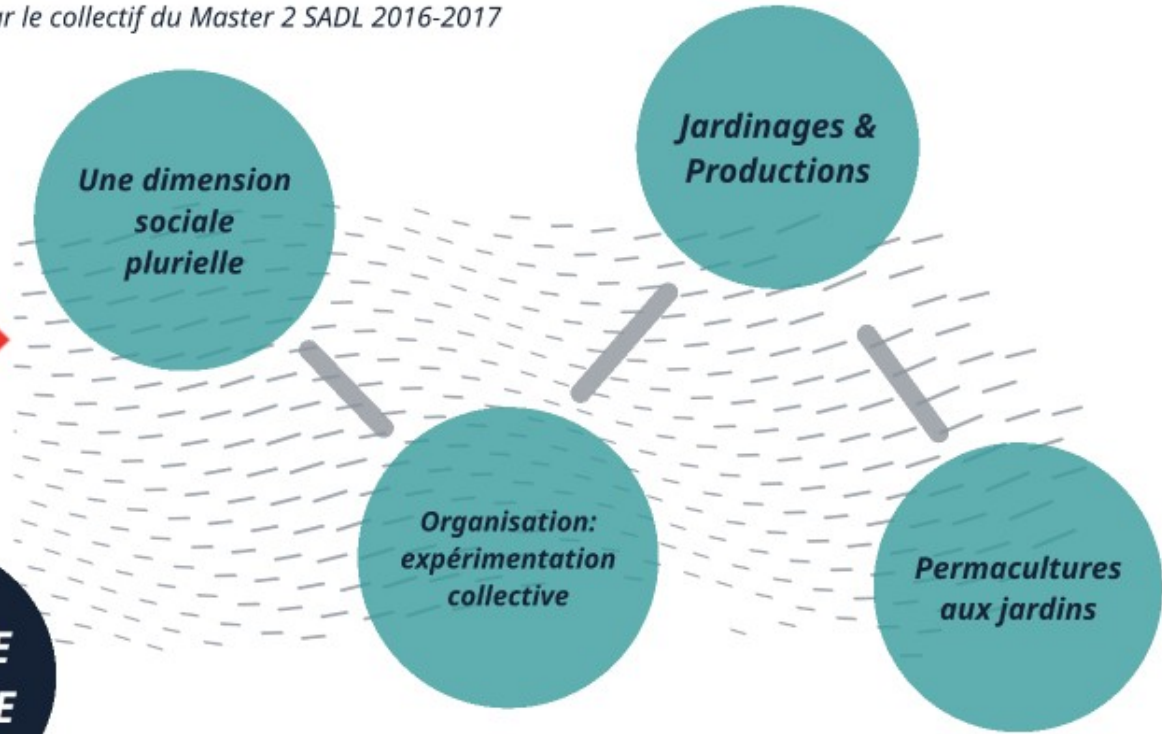 le collectif du Master 2 SADL 2016-2017
Une dimension
sociale
plurielle
Jardinages &
Productions
Organisation:
expérimentation
collective
Permacultures
aux jardins
E
E